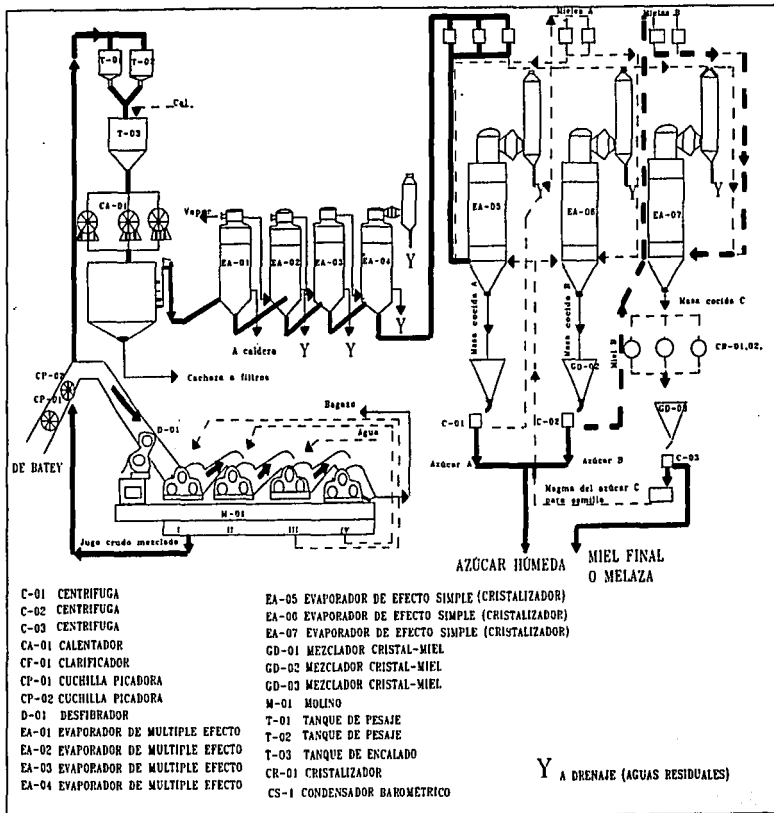 Mieles A
Mieles B
T-01
T-02
Cal
T-03
CA-01
Vapor
EA-01
EA-02
EA-03
EA-04
EA-05
EA-06
EA-07
Y
Y
Y
Y
Y
Y
Y
Y
A caldera
Cachaza a filtros
Masa cocida A
Masa cocida B
Miel B
Masa cocida C
CR-01,02,
GD-02
GD-03
C-01
C-02
C-03
CP-02
CP-01
D-01
DE BATEY
Bagazo
Agua
M-01
I
II
III
IV
Jugo crudo mezclado
Azúcar A
Azúcar B
Magma del azúcar C
para semilla
AZÚCAR HÚMEDA
MIEL FINAL
O MELAZA
C-01 CENTRIFUGA
C-02 CENTRIFUGA
C-03 CENTRIFUGA
CA-01 CALENTADOR
CF-01 CLARIFICADOR
CP-01 CUCHILLA PICADORA
CP-02 CUCHILLA PICADORA
D-01 DESFIBRADOR
EA-01 EVAPORADOR DE MULTIPLE EFECTO
EA-02 EVAPORADOR DE MULTIPLE EFECTO
EA-03 EVAPORADOR DE MULTIPLE EFECTO
EA-04 EVAPORADOR DE MULTIPLE EFECTO
EA-05 EVAPORADOR DE EFECTO SIMPLE (CRISTALIZADOR)
EA-06 EVAPORADOR DE EFECTO SIMPLE (CRISTALIZADOR)
EA-07 EVAPORADOR DE EFECTO SIMPLE (CRISTALIZADOR)
GD-01 MEZCLADOR CRISTAL-MIEL
GD-02 MEZCLADOR CRISTAL-MIEL
GD-03 MEZCLADOR CRISTAL-MIEL
M-01 MOLINO
T-01 TANQUE DE PESAJE
T-02 TANQUE DE PESAJE
T-03 TANQUE DE ENCALADO
CR-01 CRISTALIZADOR
CS-1 CONDENSADOR BAROMÉTRICO
Y A DRENAJE (AGUAS RESIDUALES)